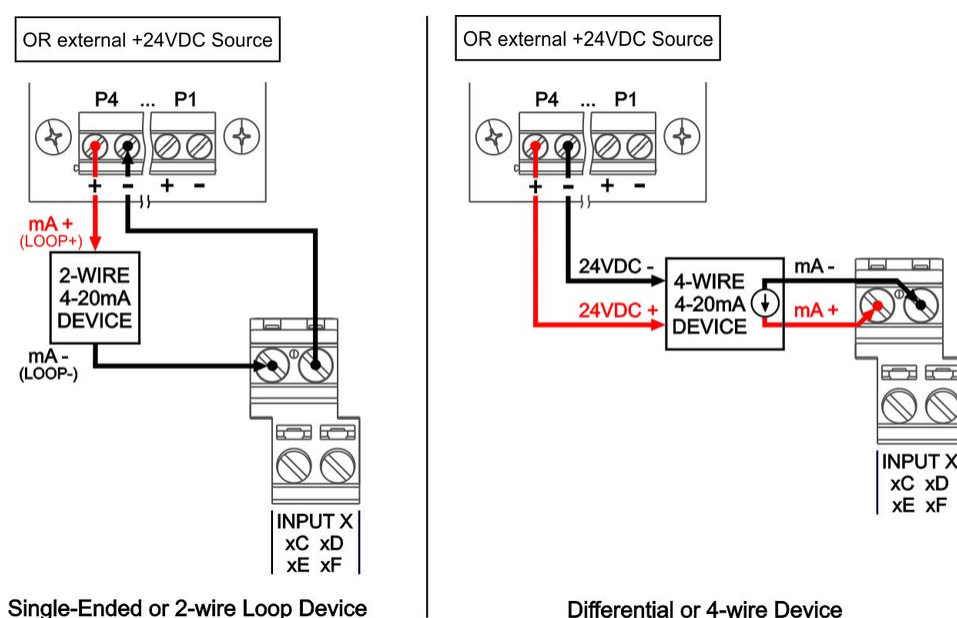 OR external +24VDC Source
P4 ... P1
+ - + -
mA +
(LOOP+)
2-WIRE
4-20mA
DEVICE
mA -
(LOOP-)
INPUT X
xC xD
xE xF
Single-Ended or 2-wire Loop Device
OR external +24VDC Source
P4 ... P1
+ - + -
24VDC -
24VDC +
4-WIRE
4-20mA
DEVICE
mA -
mA +
INPUT X
xC xD
xE xF
Differential or 4-wire Device